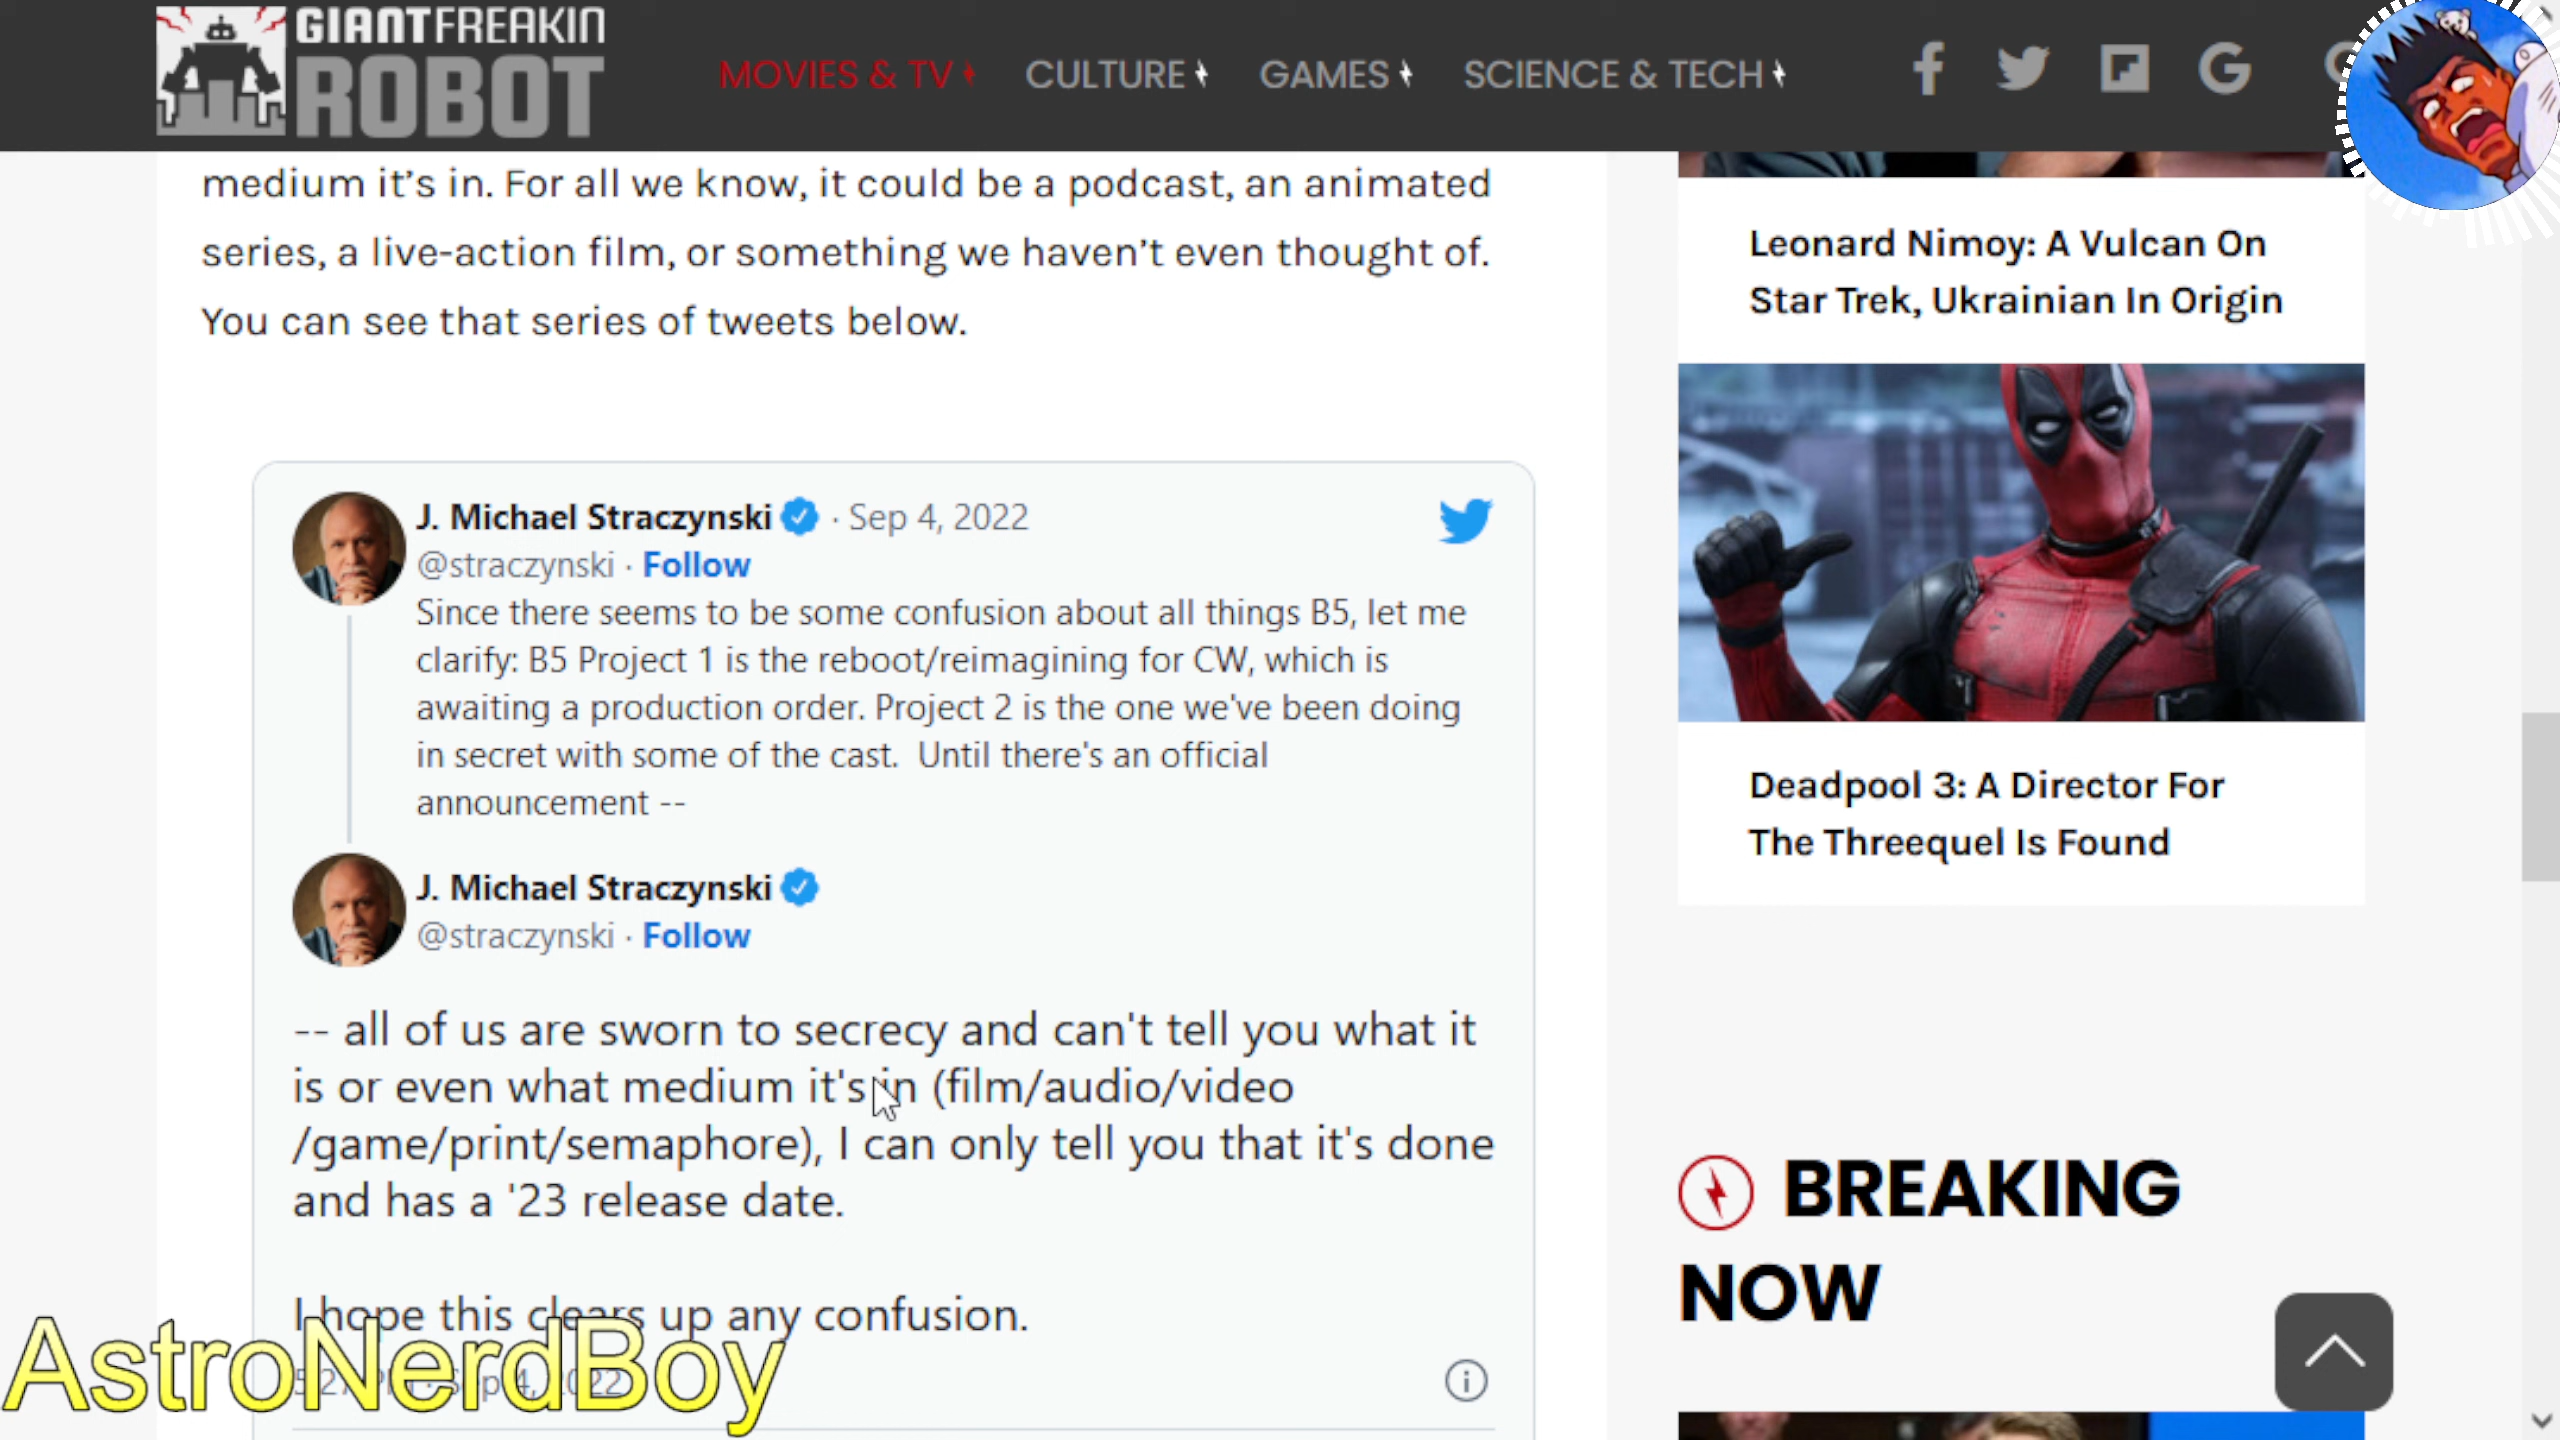 GIANTFREAKIN
ROBOT
MOVIES & TV
CULTURE
GAMES
SCIENCE & TECH
medium it's in. For all we know, it could be a podcast, an animated
series, a live-action film, or something we haven't even thought of.
You can see that series of tweets below.
J. Michael Straczynski · Sep 4, 2022
@straczynski · Follow
Since there seems to be some confusion about all things B5, let me
clarify: B5 Project 1 is the reboot/reimagining for CW, which is
awaiting a production order. Project 2 is the one we've been doing
in secret with some of the cast.  Until there's an official
announcement --
J. Michael Straczynski
@straczynski · Follow
-- all of us are sworn to secrecy and can't tell you what it
is or even what medium it's in (film/audio/video
/game/print/semaphore), I can only tell you that it's done
and has a '23 release date.
I hope this clears up any confusion.
Sep 4, 2022
AstroNerdBoy
Leonard Nimoy: A Vulcan On
Star Trek, Ukrainian In Origin
Deadpool 3: A Director For
The Threequel Is Found
BREAKING
NOW